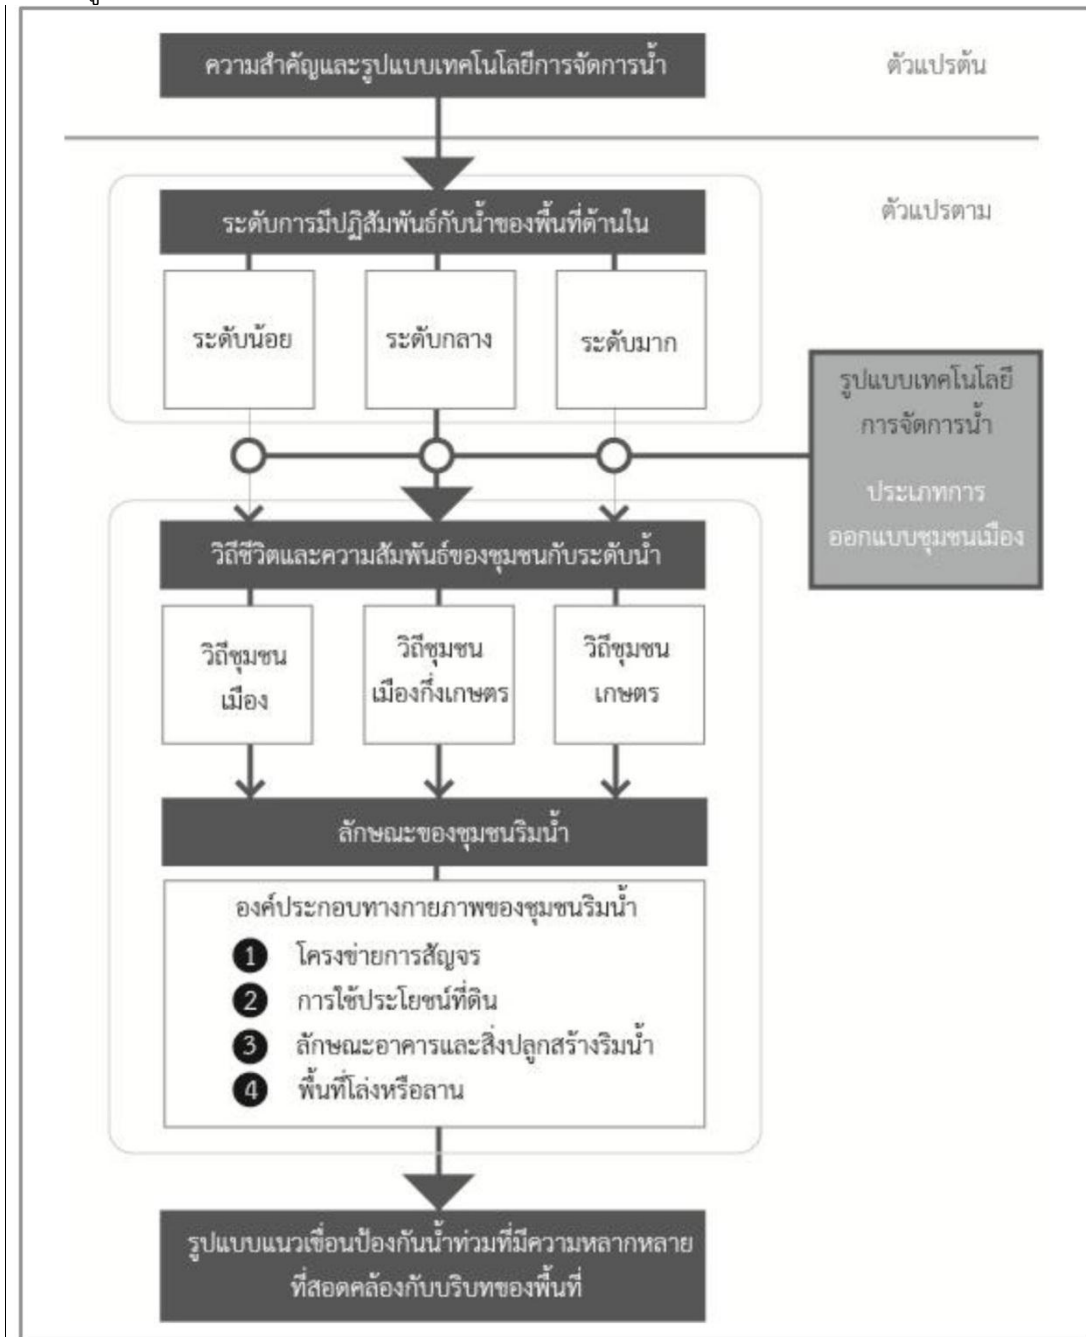 ความสำคัญและรูปแบบเทคโนโลยีการจัดการน้ำ
ตัวแปรต้น
ระดับการมีปฏิสัมพันธ์กับน้ำของพื้นที่ด้านใน
ตัวแปรตาม
ระดับน้อย
ระดับกลาง
ระดับมาก
รูปแบบเทคโนโลยี
การจัดการน้ำ
ประเภทการ
ออกแบบชุมชนเมือง
วิถีชีวิตและความสัมพันธ์ของชุมชนกับระดับน้ำ
วิถีชุมชน
เมือง
วิถีชุมชน
เมืองกึ่งเกษตร
วิถีชุมชน
เกษตร
ลักษณะของชุมชนริมน้ำ
องค์ประกอบทางกายภาพของชุมชนริมน้ำ
1 โครงข่ายการสัญจร
2 การใช้ประโยชน์ที่ดิน
3 ลักษณะอาคารและสิ่งปลูกสร้างริมน้ำ
4 พื้นที่โล่งหรือลาน
รูปแบบแนวเขื่อนป้องกันน้ำท่วมที่มีความหลากหลาย
ที่สอดคล้องกับบริบทของพื้นที่